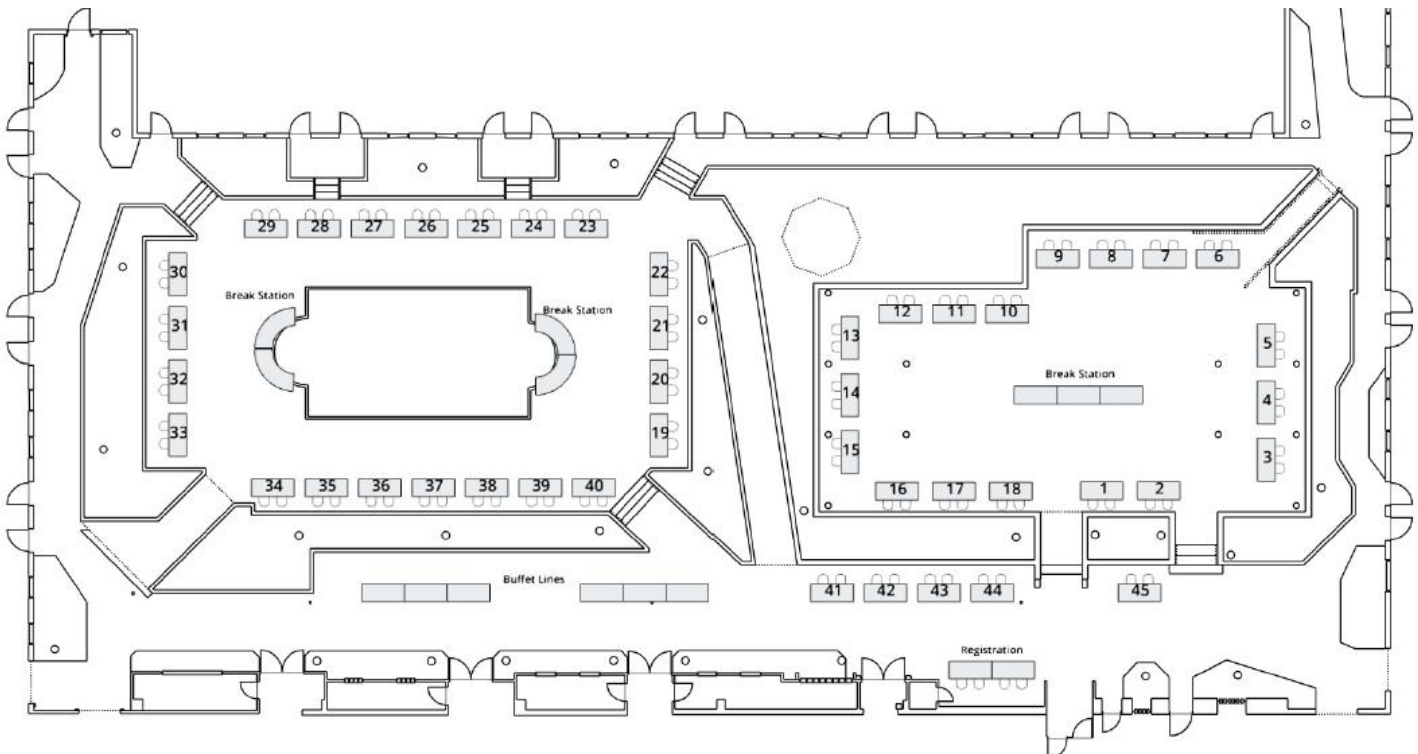 29 28 27 26 25 24 23
9 8 7 6
30 22
Break Station
Break Station
12 11 10
31 21
13
5
32 20
Break Station
14
4
33 19
15
3
34 35 36 37 38 39 40
16 17 18 1 2
Buffet Lines
41 42 43 44 45
Registration